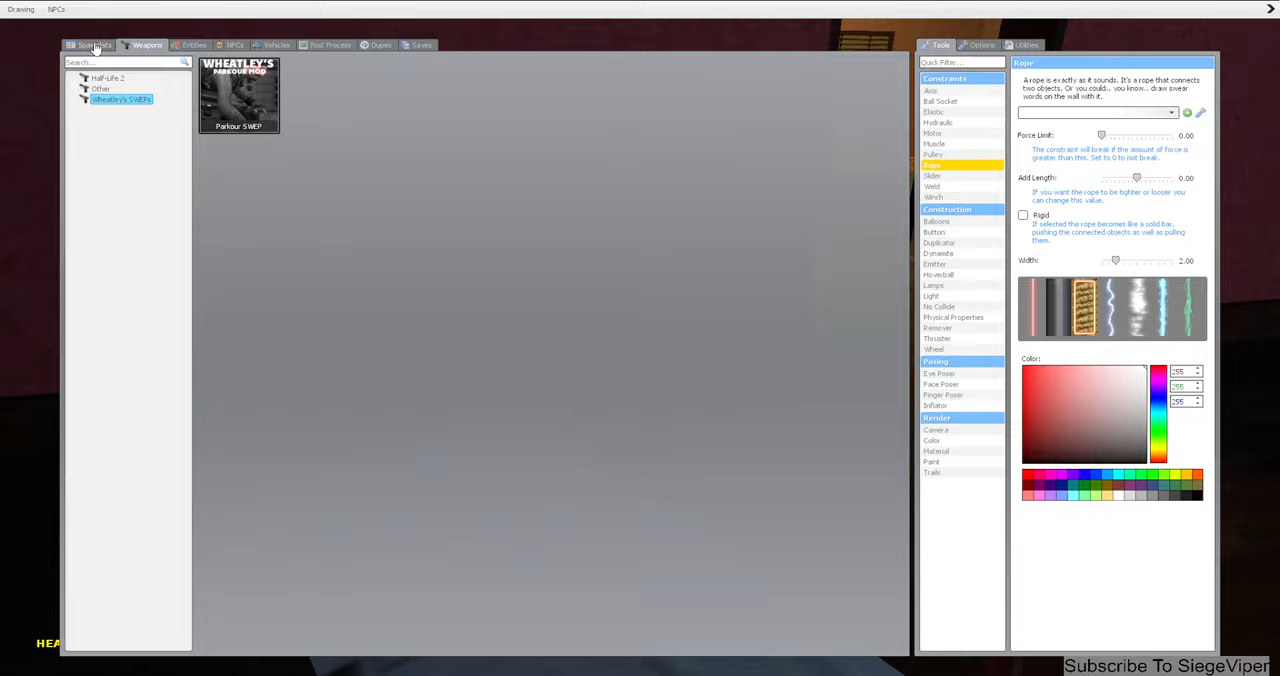 Drawing NPCs
Spawnlists Weapons Entities NPCs Vehicles Post Process Dupes Saves
Search...
Half-Life 2
Other
Wheatley's SWEPs
WHEATLEY'S
PARKOUR MOD
Parkour SWEP
HEA
Tools Options Utilities
Quick Filter...
Constraints
Axis
Ball Socket
Elastic
Hydraulic
Motor
Muscle
Pulley
Rope
Slider
Weld
Winch
Construction
Balloons
Button
Duplicator
Dynamite
Emitter
Hoverball
Lamps
Light
No Collide
Physical Properties
Remover
Thruster
Wheel
Posing
Eye Poser
Face Poser
Finger Poser
Inflator
Render
Camera
Color
Material
Paint
Trails
Rope
A rope is exactly as it sounds. It's a rope that connects
two objects. Or you could.. you know.. draw swear
words on the wall with it.
Force Limit: 0.00
The constraint will break if the amount of force is
greater than this. Set to 0 to not break.
Add Length: 0.00
If you want the rope to be tighter or looser you
can change this value.
Rigid
If selected the rope becomes like a solid bar,
pushing the connected objects as well as pulling
them.
Width: 2.00
Color:
255
255
255
Subscribe To SiegeViper